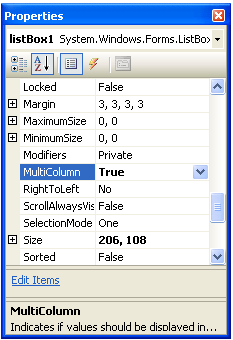 Properties
listBox1 System.Windows.Forms.ListBox
Locked False
Margin 3, 3, 3, 3
MaximumSize 0, 0
MinimumSize 0, 0
Modifiers Private
MultiColumn True
RightToLeft No
ScrollAlwaysVis False
SelectionMode One
Size 206, 108
Sorted False
Edit Items
MultiColumn
Indicates if values should be displayed in...